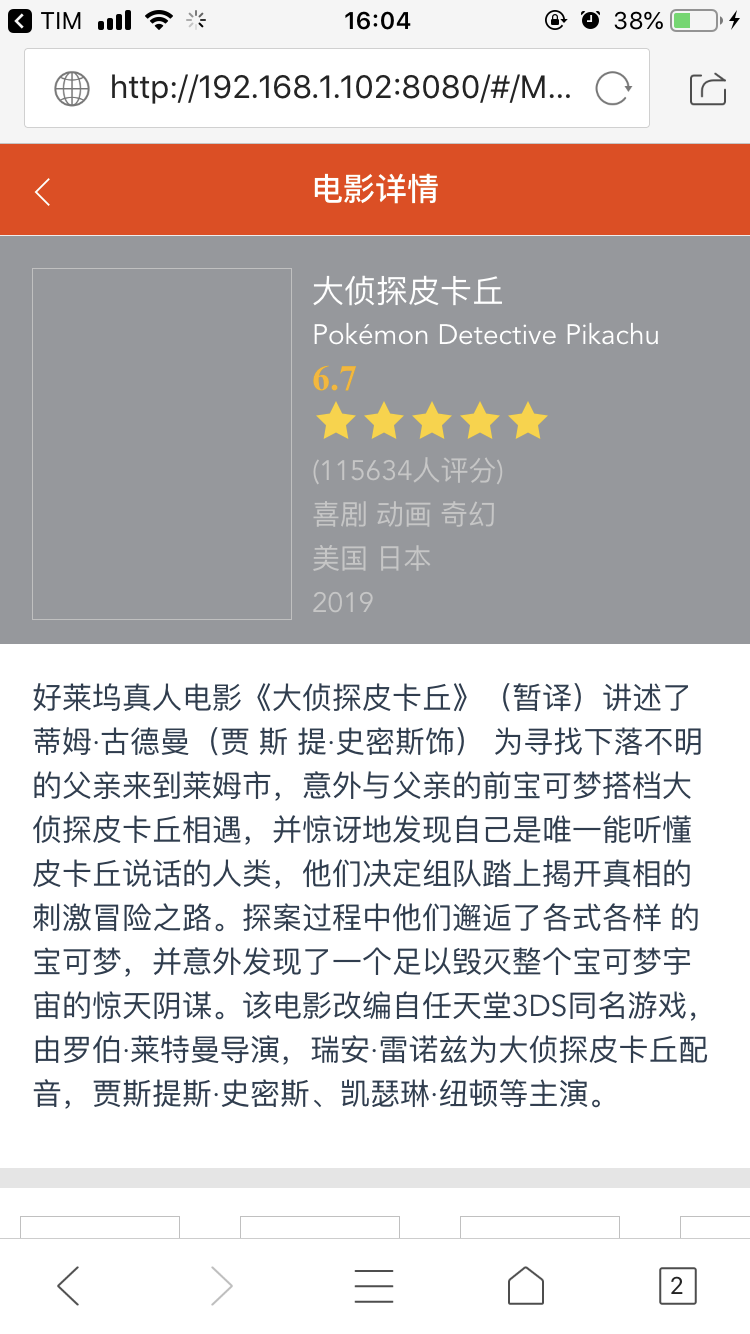 TIM 16:04 38%
http://192.168.1.102:8080/#/M...
电影详情
大侦探皮卡丘
Pokémon Detective Pikachu
6.7
(115634人评分)
喜剧 动画 奇幻
美国 日本
2019
好莱坞真人电影《大侦探皮卡丘》（暂译）讲述了
蒂姆·古德曼（贾 斯 提·史密斯饰） 为寻找下落不明
的父亲来到莱姆市，意外与父亲的前宝可梦搭档大
侦探皮卡丘相遇，并惊讶地发现自己是唯一能听懂
皮卡丘说话的人类，他们决定组队踏上揭开真相的
刺激冒险之路。探案过程中他们邂逅了各式各样 的
宝可梦，并意外发现了一个足以毁灭整个宝可梦宇
宙的惊天阴谋。该电影改编自任天堂3DS同名游戏，
由罗伯·莱特曼导演，瑞安·雷诺兹为大侦探皮卡丘配
音，贾斯提斯·史密斯、凯瑟琳·纽顿等主演。
2